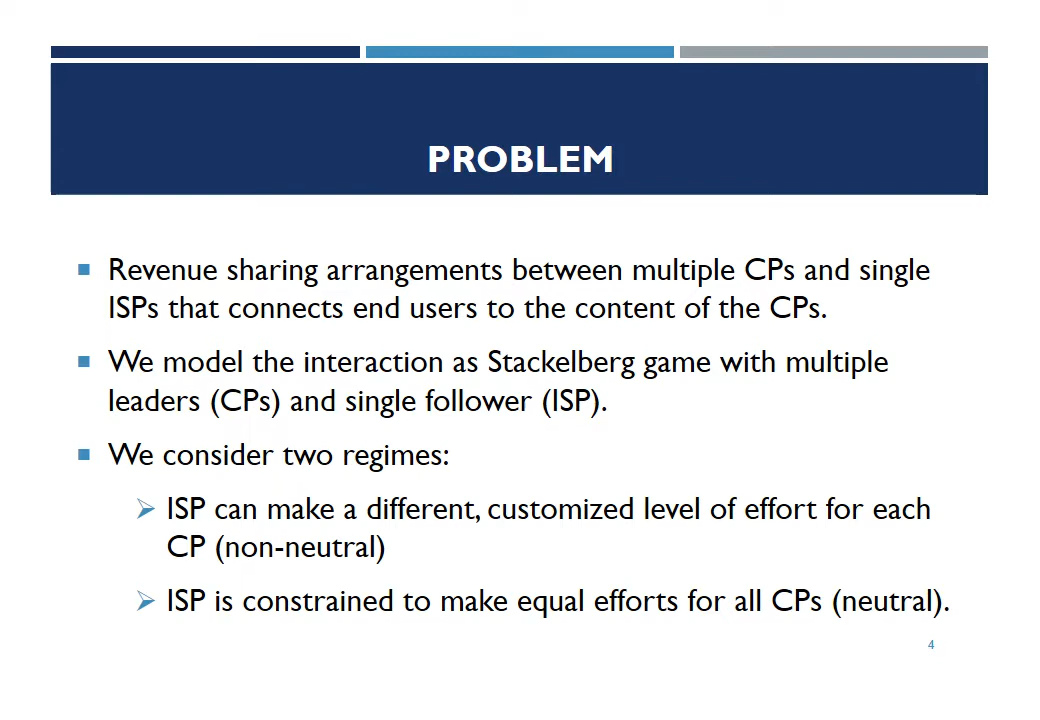 PROBLEM
Revenue sharing arrangements between multiple CPs and single
ISPs that connects end users to the content of the CPs.
We model the interaction as Stackelberg game with multiple
leaders (CPs) and single follower (ISP).
We consider two regimes:
ISP can make a different, customized level of effort for each
CP (non-neutral)
ISP is constrained to make equal efforts for all CPs (neutral).
4